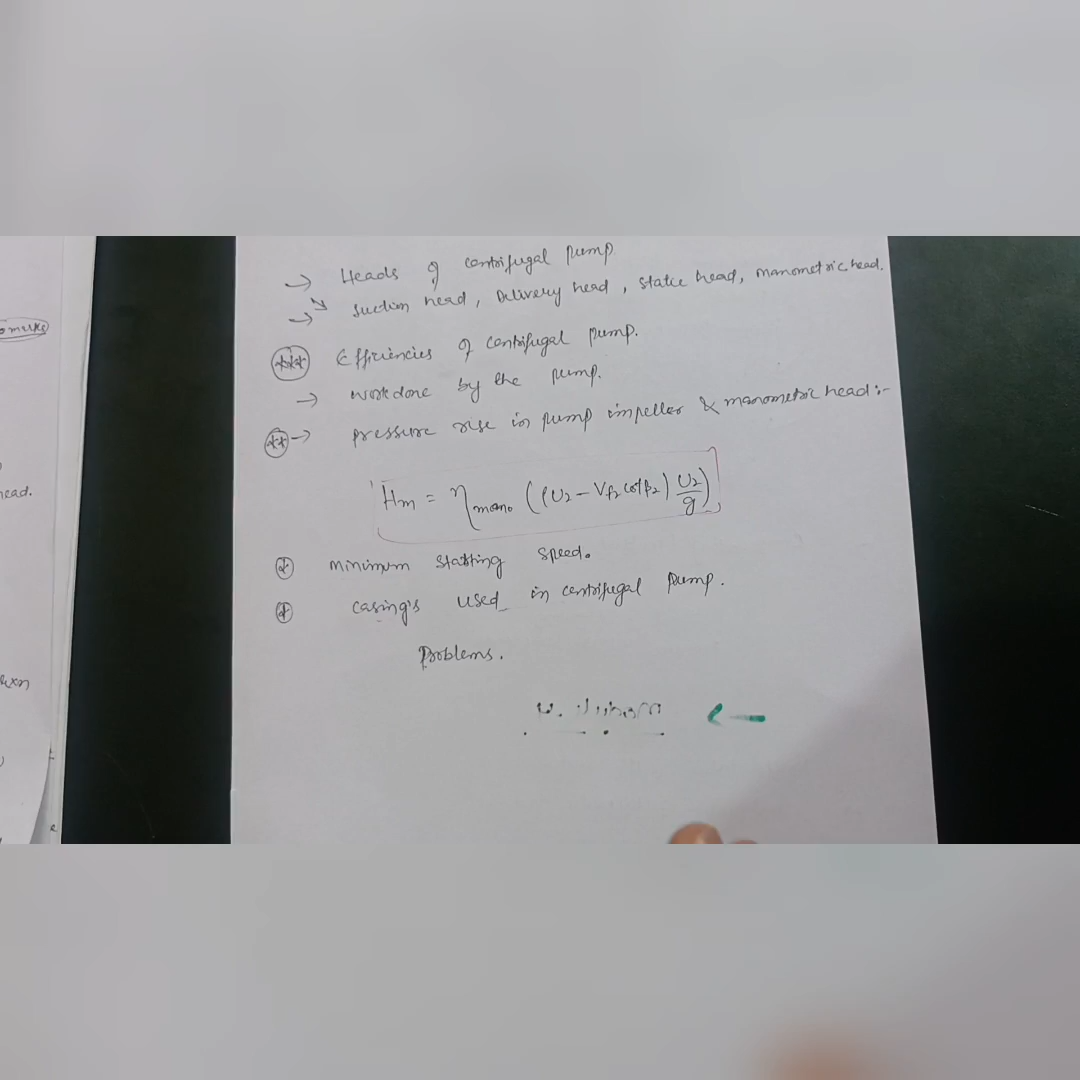 → Heads of centrifugal pump
→ suction head, Delivery head, static head, manometric head.
*** Efficiencies of centrifugal pump.
→ workdone by the pump.
** → pressure rise in pump impeller & manometric head:-
Hm = ηmano (U2 - Vf2 cotβ2) U2/g
* minimum starting speed.
* casing's used in centrifugal pump.
Problems.
head.